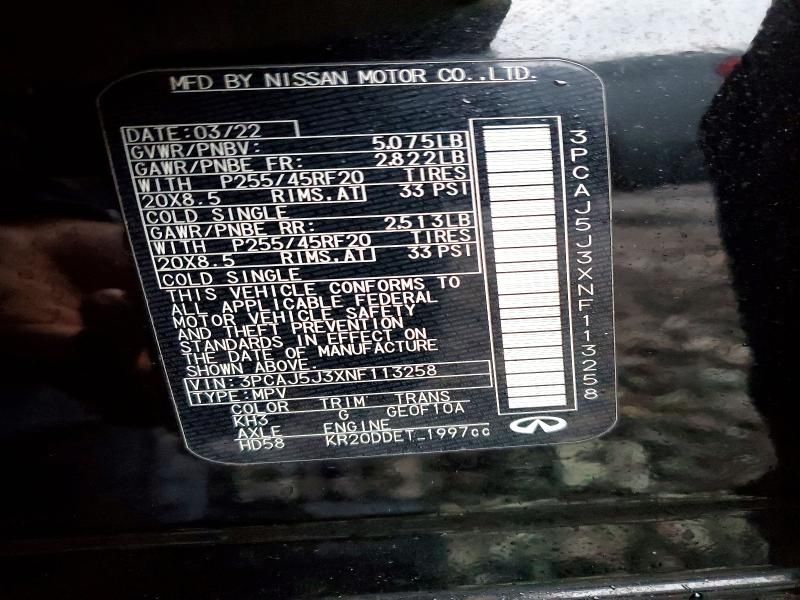 MFD BY NISSAN MOTOR CO.,LTD.
DATE:03/22
GVWR/PNBV: 5,075LB
GAWR/PNBE FR: 2,822LB
WITH P255/45RF20 TIRES
20X8.5 RIMS.AT 33 PSI
COLD SINGLE
GAWR/PNBE RR: 2,513LB
WITH P255/45RF20 TIRES
20X8.5 RIMS.AT 33 PSI
COLD SINGLE
THIS VEHICLE CONFORMS TO
ALL APPLICABLE FEDERAL
MOTOR VEHICLE SAFETY
AND THEFT PREVENTION
STANDARDS IN EFFECT ON
THE DATE OF MANUFACTURE
SHOWN ABOVE.
VIN:3PCAJ5J3XNF113258
TYPE:MPV
COLOR TRIM TRANS
KH3 G GE0F10A
AXLE ENGINE
HD58 KR20DDET_1997cc
3PCAJ5J3XNF113258